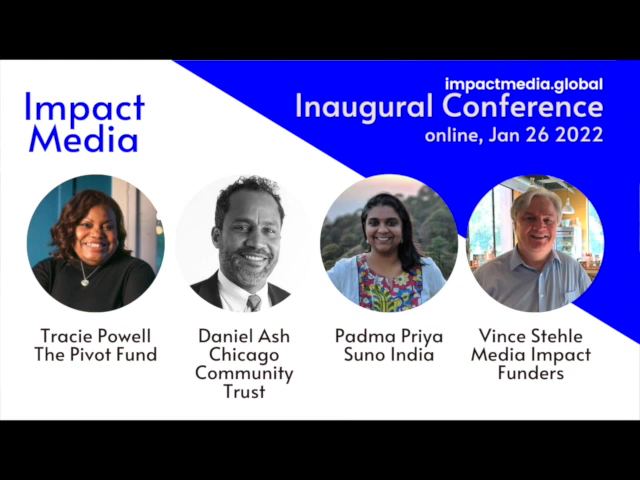 Impact
Media
impactmedia.global
Inaugural Conference
online, Jan 26 2022
Tracie Powell
The Pivot Fund
Daniel Ash
Chicago
Community
Trust
Padma Priya
Suno India
Vince Stehle
Media Impact
Funders